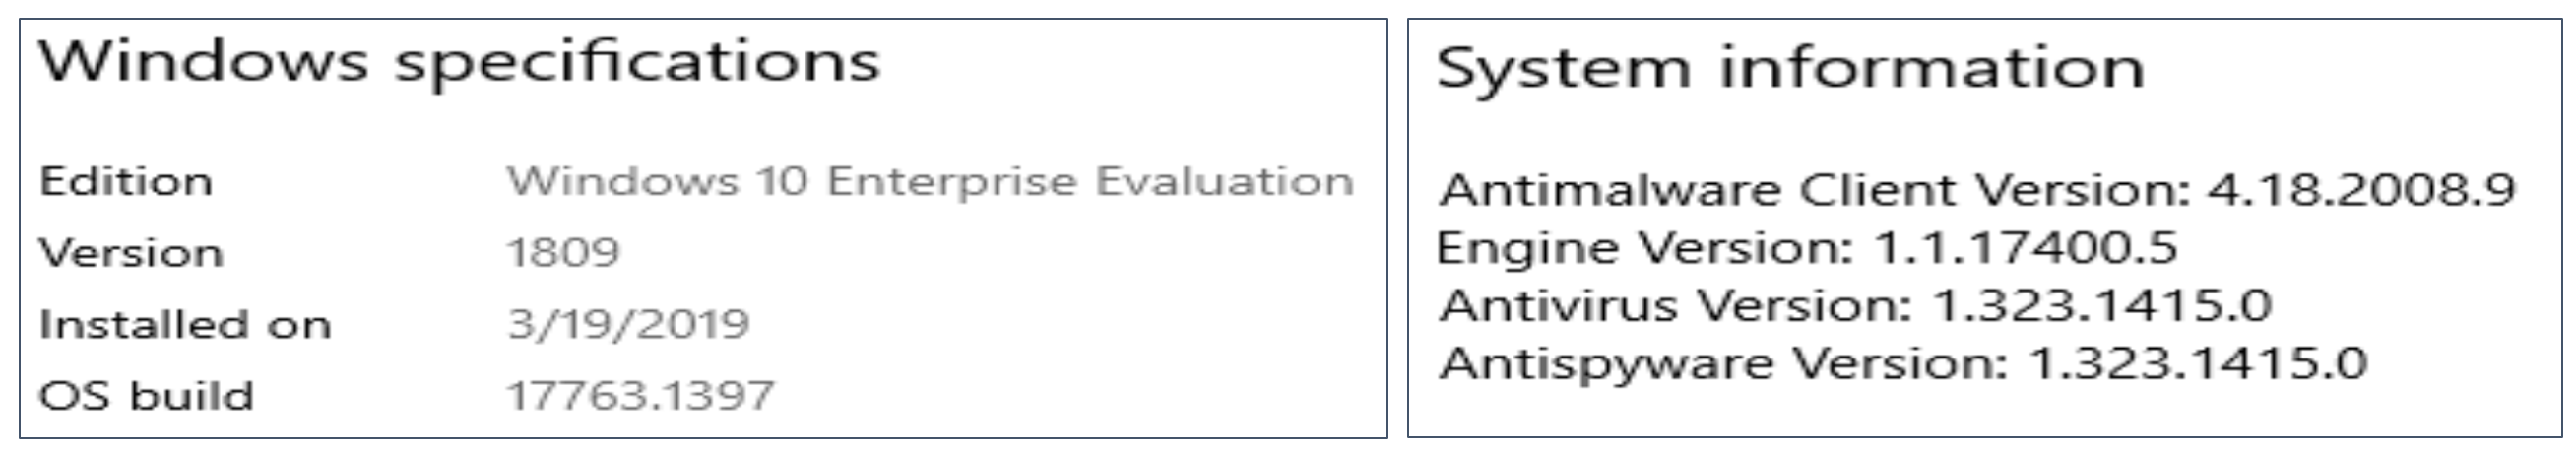 Windows specifications
Edition Windows 10 Enterprise Evaluation
Version 1809
Installed on 3/19/2019
OS build 17763.1397
System information
Antimalware Client Version: 4.18.2008.9
Engine Version: 1.1.17400.5
Antivirus Version: 1.323.1415.0
Antispyware Version: 1.323.1415.0